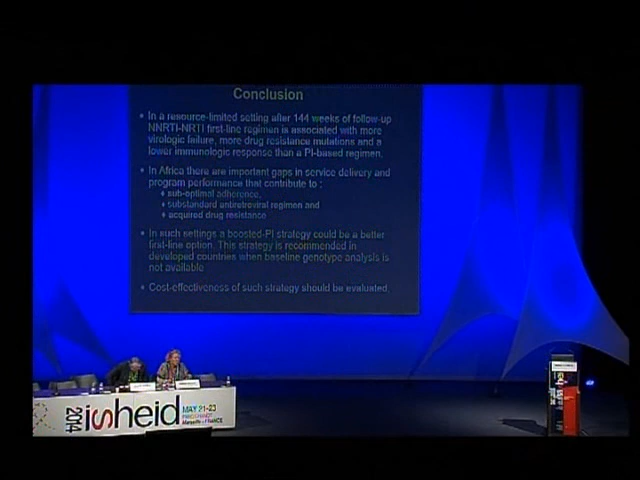 Conclusion
• In a resource-limited setting after 144 weeks of follow-up
NNRTI-NRTI first-line regimen is associated with more
virologic failure, more drug resistance mutations and a
lower immunologic response than a PI-based regimen.
• In Africa there are important gaps in service delivery and
program performance that contribute to :
♦ sub-optimal adherence,
♦ substandard antiretroviral regimen and
♦ acquired drug resistance
• In such settings a boosted-PI strategy could be a better
first-line option. This strategy is recommended in
developed countries when baseline genotype analysis is
not available
• Cost-effectiveness of such strategy should be evaluated.
2014
isheid
MAY 21-23
Marseille FRANCE